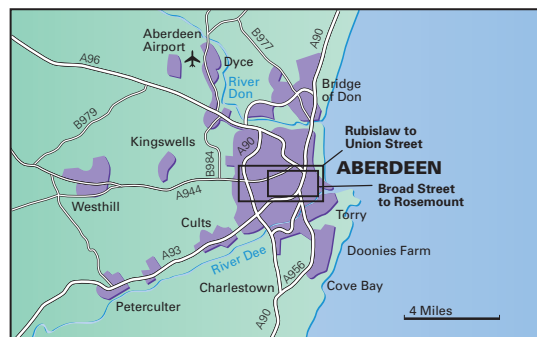 Aberdeen
Airport
B977
A90
A96
Dyce
River
Don
Bridge
of Don
B979
Rubislaw to
Union Street
Kingswells
A90
B984
ABERDEEN
A944
Broad Street
to Rosemount
Westhill
Cults
Torry
A93
River Dee
Doonies Farm
A956
Charlestown
Cove Bay
Peterculter
A90
4 Miles